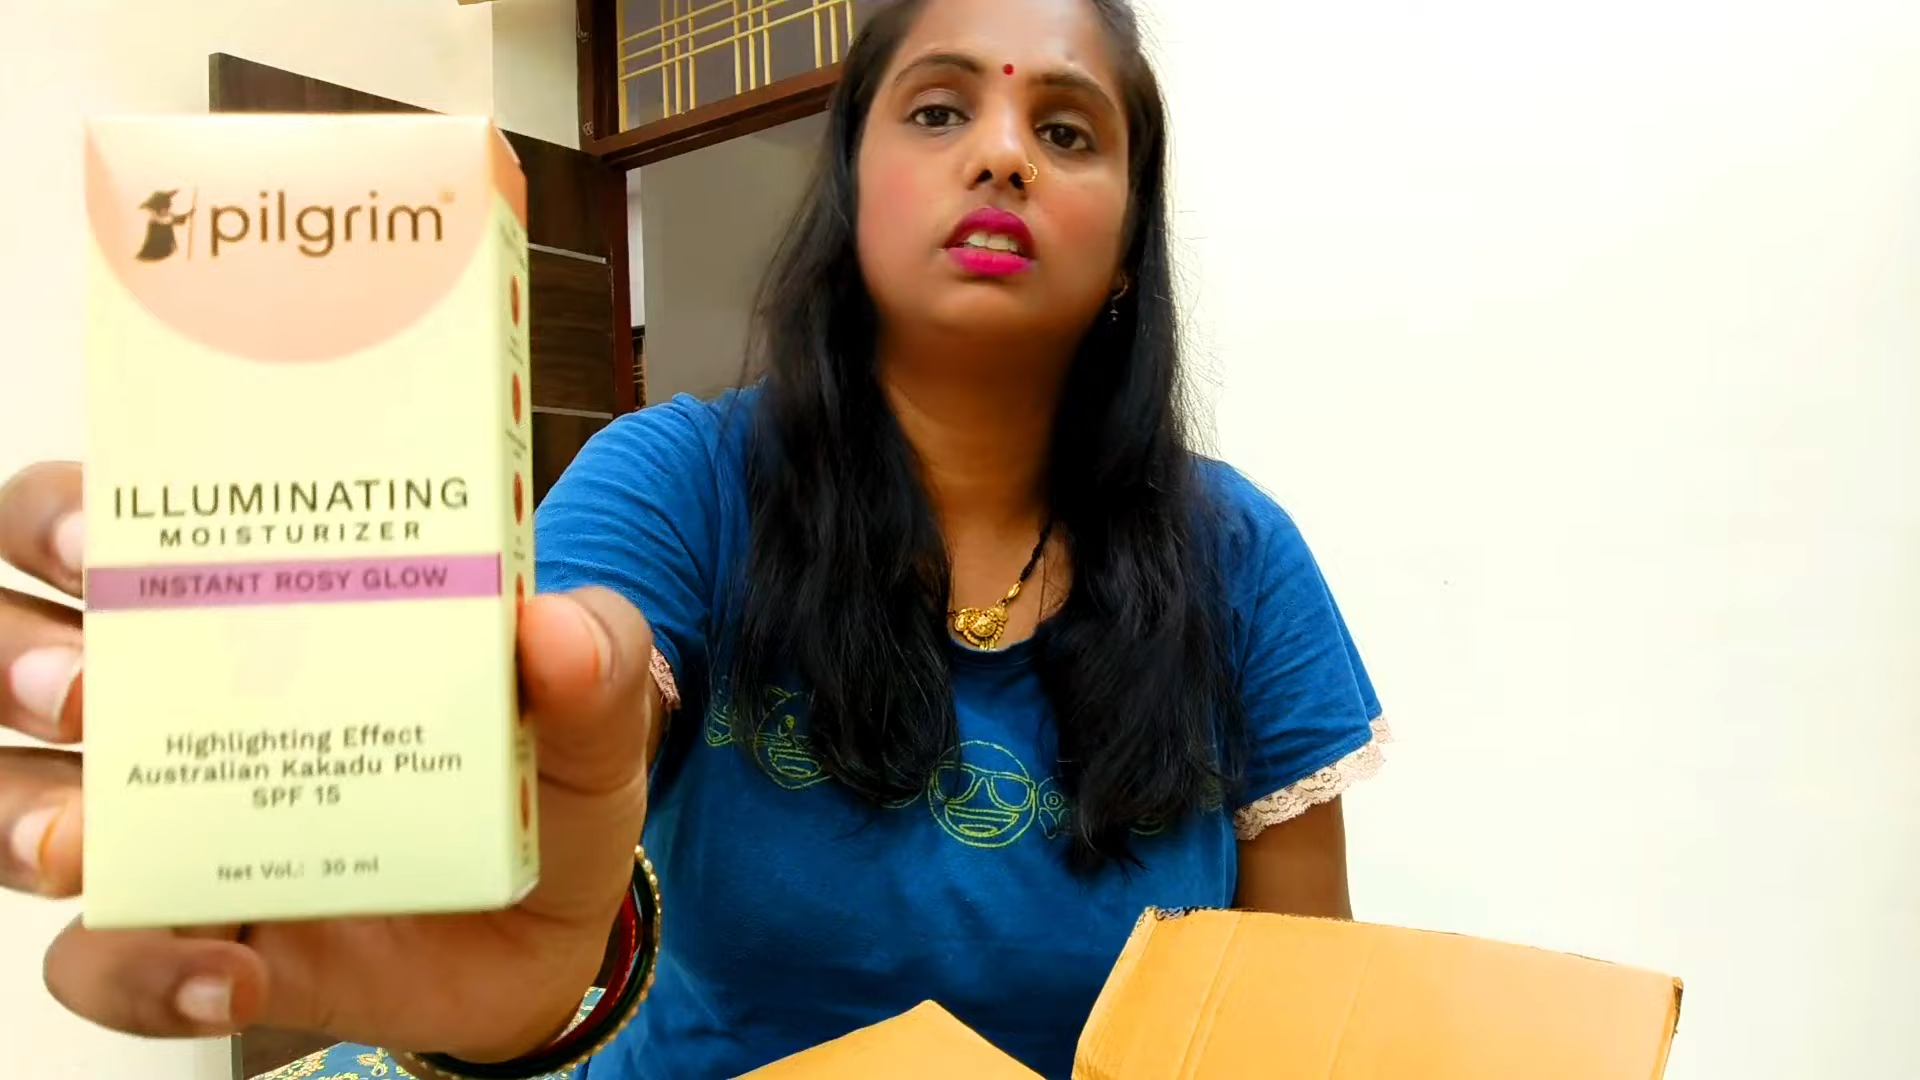 pilgrim
ILLUMINATING
MOISTURIZER
INSTANT ROSY GLOW
Highlighting Effect
Australian Kakadu Plum
SPF 15
Net Vol.: 30 ml